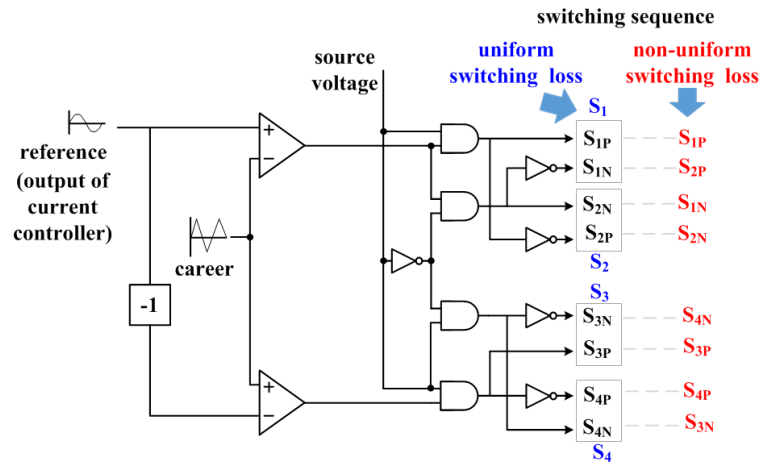 switching sequence
source
voltage
uniform
switching loss
non-uniform
switching loss
S1
reference
(output of
current
controller)
career
-1
+
−
+
−
S1P
S1N
S2N
S2P
S2
S3
S3N
S3P
S4P
S4N
S4
S1P
S2P
S1N
S2N
S4N
S3P
S4P
S3N